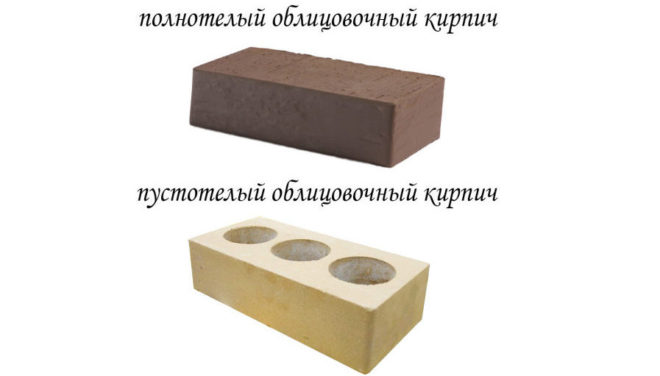 полнотелый облицовочный кирпич
пустотелый облицовочный кирпич